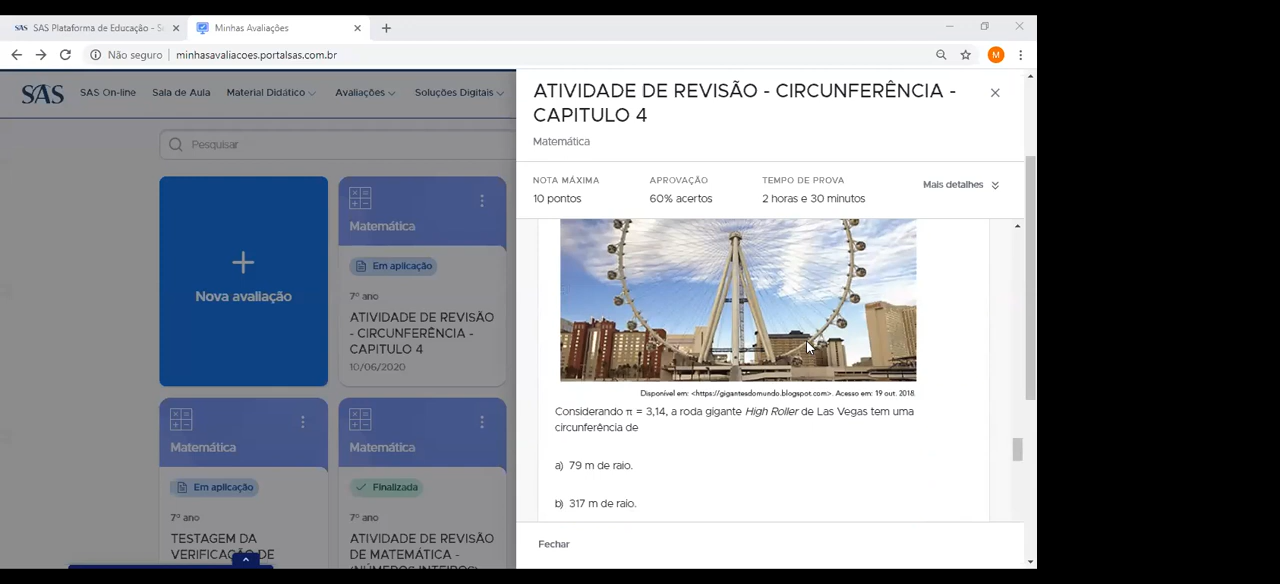 SAS Plataforma de Educação - Se
Minhas Avaliações
Não seguro | minhasavaliacoes.portalsas.com.br
M
SAS
SAS On-line
Sala de Aula
Material Didático
Avaliações
Soluções Digitais
Pesquisar
Nova avaliação
Matemática
Em aplicação
7º ano
ATIVIDADE DE REVISÃO
- CIRCUNFERÊNCIA -
CAPITULO 4
10/06/2020
Matemática
Em aplicação
7º ano
TESTAGEM DA
VERIFICAÇÃO DE
Matemática
Finalizada
7º ano
ATIVIDADE DE REVISÃO
DE MATEMÁTICA -
(NÚMEROS INTEIROS)
ATIVIDADE DE REVISÃO - CIRCUNFERÊNCIA -
CAPITULO 4
Matemática
NOTA MÁXIMA
10 pontos
APROVAÇÃO
60% acertos
TEMPO DE PROVA
2 horas e 30 minutos
Mais detalhes
Disponível em: <https://gigantesdomundo.blogspot.com>. Acesso em: 19 out. 2018.
Considerando π = 3,14, a roda gigante High Roller de Las Vegas tem uma
circunferência de
a) 79 m de raio.
b) 317 m de raio.
Fechar